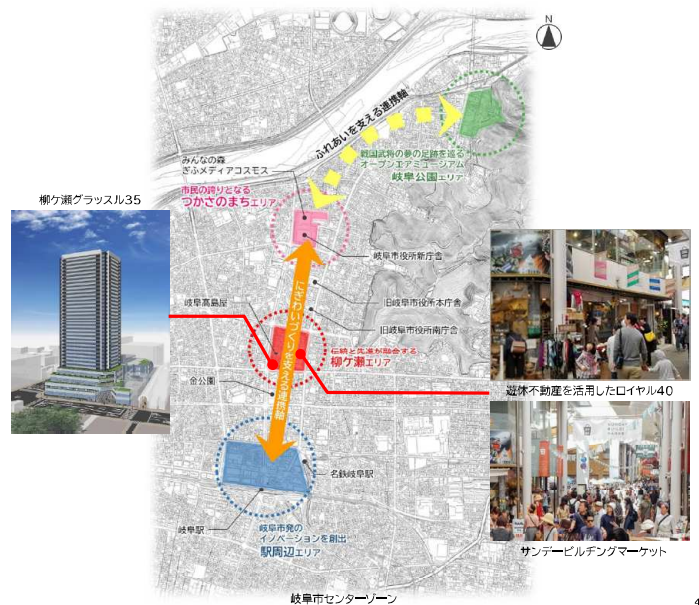 N
ふれあいを支える連携軸
みんなの森
ぎふメディアコスモス
戦国武将の夢の足跡を巡る
オープンエアミュージアム
岐阜公園エリア
市民の誇りとなる
つかさのまちエリア
柳ケ瀬グラッスル35
岐阜市役所新庁舎
にぎわいづくりを支える連携軸
旧岐阜市役所本庁舎
岐阜髙島屋
旧岐阜市役所南庁舎
伝統と先進が融合する
柳ケ瀬エリア
金公園
遊休不動産を活用したロイヤル40
名鉄岐阜駅
岐阜駅
岐阜市発の
イノベーションを創出
駅周辺エリア
サンデービルヂングマーケット
岐阜市センターゾーン
4